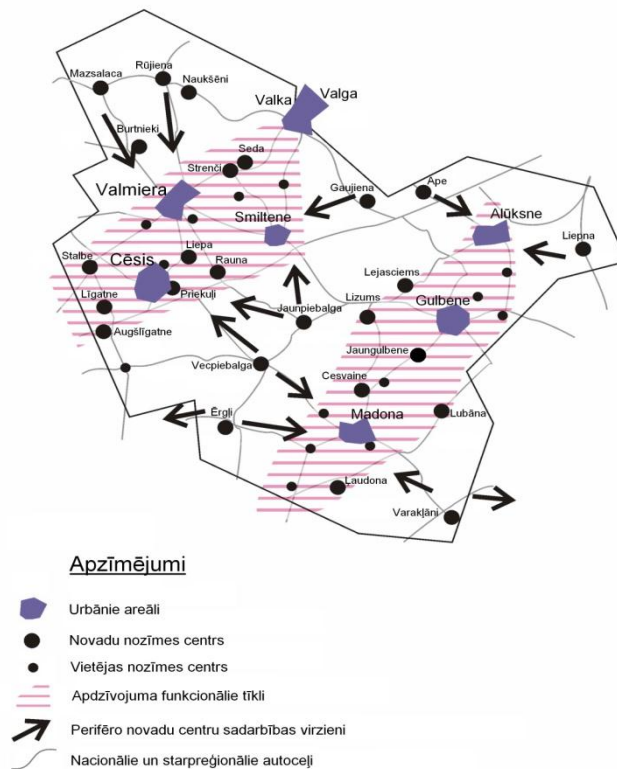 Rūjiena
Mazsalaca
Naukšēni
Valka
Valga
Burtnieki
Seda
Strenči
Valmiera
Gaujiena
Ape
Smiltene
Alūksne
Liepna
Stalbe
Cēsis
Liepa
Rauna
Lejasciems
Līgatne
Priekuļi
Jaunpiebalga
Lizums
Gulbene
Augšlīgatne
Jaungulbene
Vecpiebalga
Cesvaine
Ērgļi
Madona
Lubāna
Ļaudona
Varakļāni
Apzīmējumi
Urbānie areāli
Novadu nozīmes centrs
Vietējas nozīmes centrs
Apdzīvojuma funkcionālie tīkli
Perifēro novadu centru sadarbības virzieni
Nacionālie un starpreģionālie autoceļi